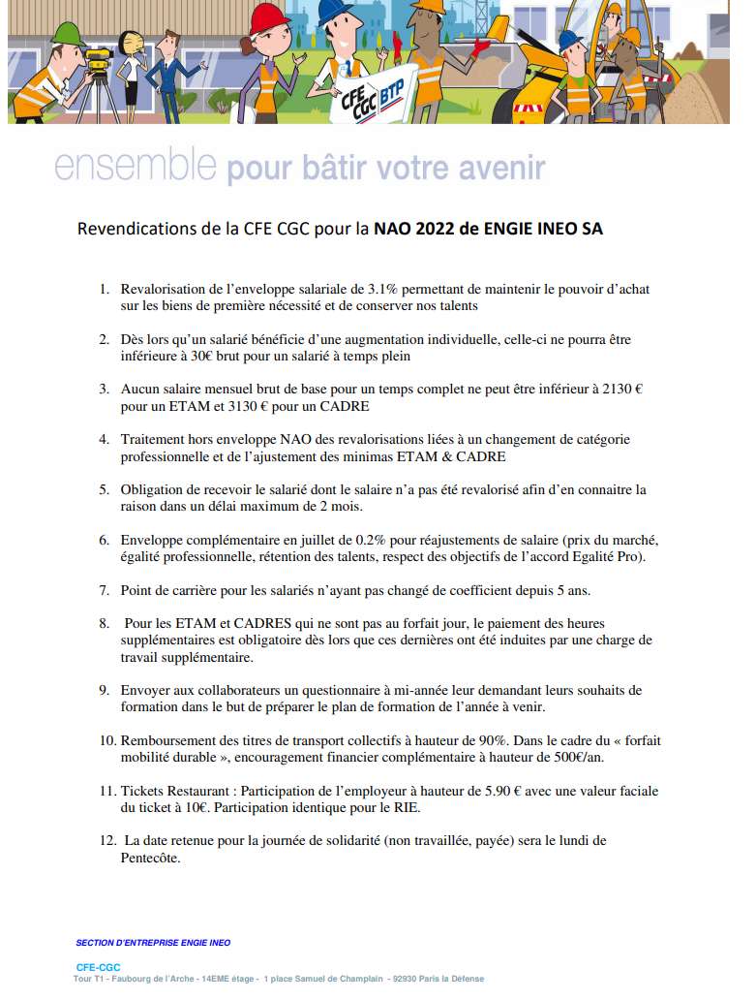 CFE
CGC
BTP
ensemble pour bâtir votre avenir
Revendications de la CFE CGC pour la NAO 2022 de ENGIE INEO SA
1. Revalorisation de l’enveloppe salariale de 3.1% permettant de maintenir le pouvoir d’achat
sur les biens de première nécessité et de conserver nos talents
2. Dès lors qu’un salarié bénéficie d’une augmentation individuelle, celle-ci ne pourra être
inférieure à 30€ brut pour un salarié à temps plein
3. Aucun salaire mensuel brut de base pour un temps complet ne peut être inférieur à 2130 €
pour un ETAM et 3130 € pour un CADRE
4. Traitement hors enveloppe NAO des revalorisations liées à un changement de catégorie
professionnelle et de l’ajustement des minimas ETAM & CADRE
5. Obligation de recevoir le salarié dont le salaire n’a pas été revalorisé afin d’en connaitre la
raison dans un délai maximum de 2 mois.
6. Enveloppe complémentaire en juillet de 0.2% pour réajustements de salaire (prix du marché,
égalité professionnelle, rétention des talents, respect des objectifs de l’accord Egalité Pro).
7. Point de carrière pour les salariés n’ayant pas changé de coefficient depuis 5 ans.
8. Pour les ETAM et CADRES qui ne sont pas au forfait jour, le paiement des heures
supplémentaires est obligatoire dès lors que ces dernières ont été induites par une charge de
travail supplémentaire.
9. Envoyer aux collaborateurs un questionnaire à mi-année leur demandant leurs souhaits de
formation dans le but de préparer le plan de formation de l’année à venir.
10. Remboursement des titres de transport collectifs à hauteur de 90%. Dans le cadre du « forfait
mobilité durable », encouragement financier complémentaire à hauteur de 500€/an.
11. Tickets Restaurant : Participation de l’employeur à hauteur de 5.90 € avec une valeur faciale
du ticket à 10€. Participation identique pour le RIE.
12. La date retenue pour la journée de solidarité (non travaillée, payée) sera le lundi de
Pentecôte.
SECTION D’ENTREPRISE ENGIE INEO
CFE-CGC
Tour T1 - Faubourg de l’Arche - 14EME étage - 1 place Samuel de Champlain - 92930 Paris la Défense